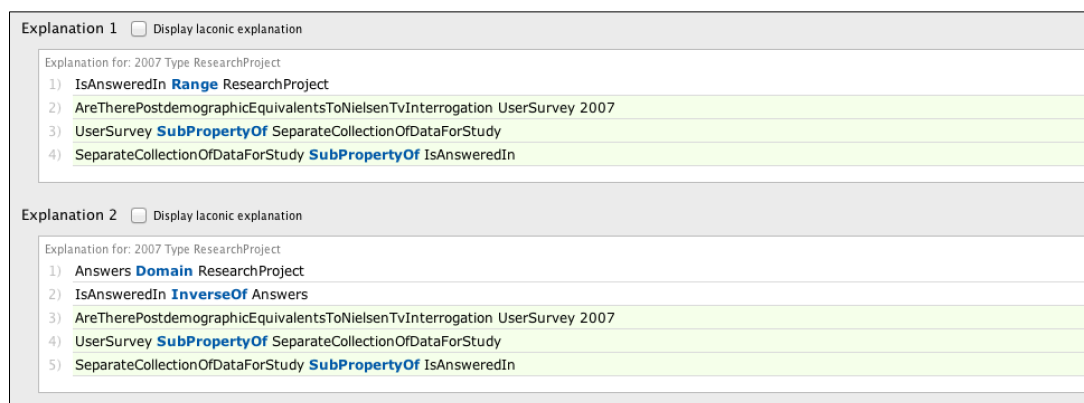 Explanation 1 Display laconic explanation
Explanation for: 2007 Type ResearchProject
1) IsAnsweredIn Range ResearchProject
2) AreTherePostdemographicEquivalentsToNielsenTvInterrogation UserSurvey 2007
3) UserSurvey SubPropertyOf SeparateCollectionOfDataForStudy
4) SeparateCollectionOfDataForStudy SubPropertyOf IsAnsweredIn
Explanation 2 Display laconic explanation
Explanation for: 2007 Type ResearchProject
1) Answers Domain ResearchProject
2) IsAnsweredIn InverseOf Answers
3) AreTherePostdemographicEquivalentsToNielsenTvInterrogation UserSurvey 2007
4) UserSurvey SubPropertyOf SeparateCollectionOfDataForStudy
5) SeparateCollectionOfDataForStudy SubPropertyOf IsAnsweredIn